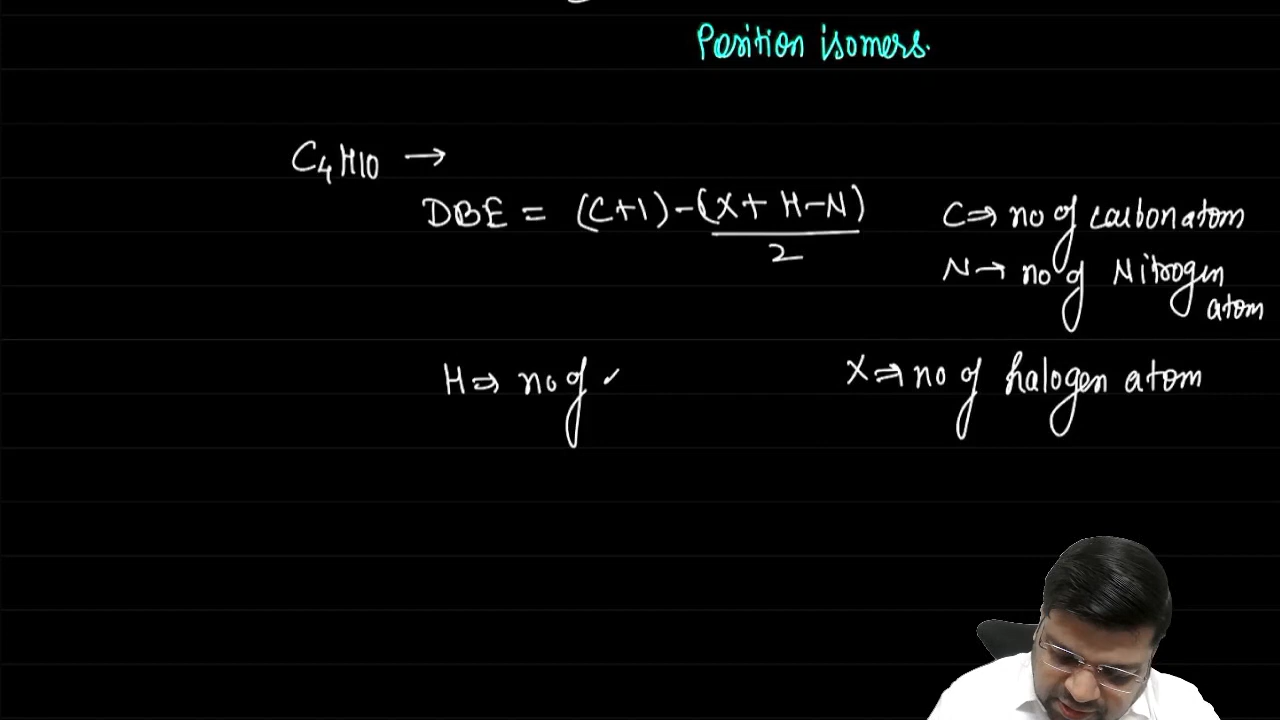 Position isomers.
C4H10 →
DBE = (C+1)-(X+H-N)/2
C⇒ no of carbon atom
N→ no of Nitrogen
atom
H⇒ no of
X⇒ no of halogen atom